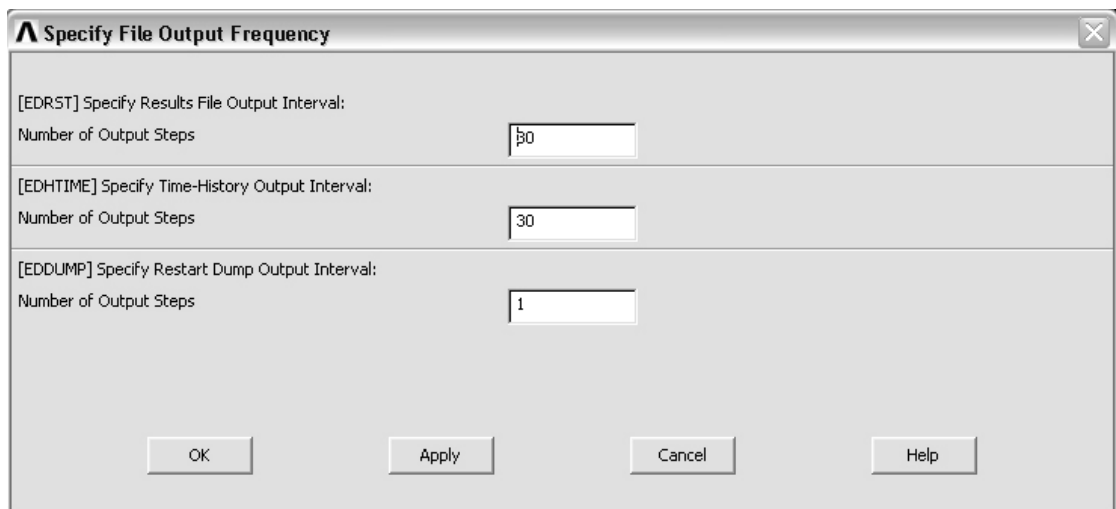 Specify File Output Frequency
[EDRST] Specify Results File Output Interval:
Number of Output Steps 30
[EDHTIME] Specify Time-History Output Interval:
Number of Output Steps 30
[EDDUMP] Specify Restart Dump Output Interval:
Number of Output Steps 1
OK Apply Cancel Help